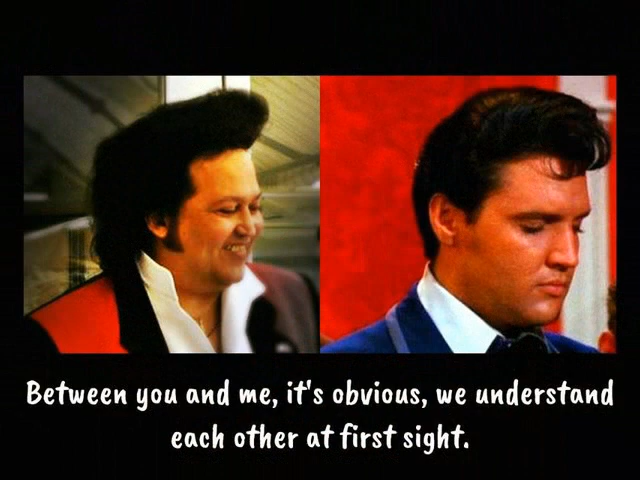 Between you and me, it's obvious, we understand
each other at first sight.